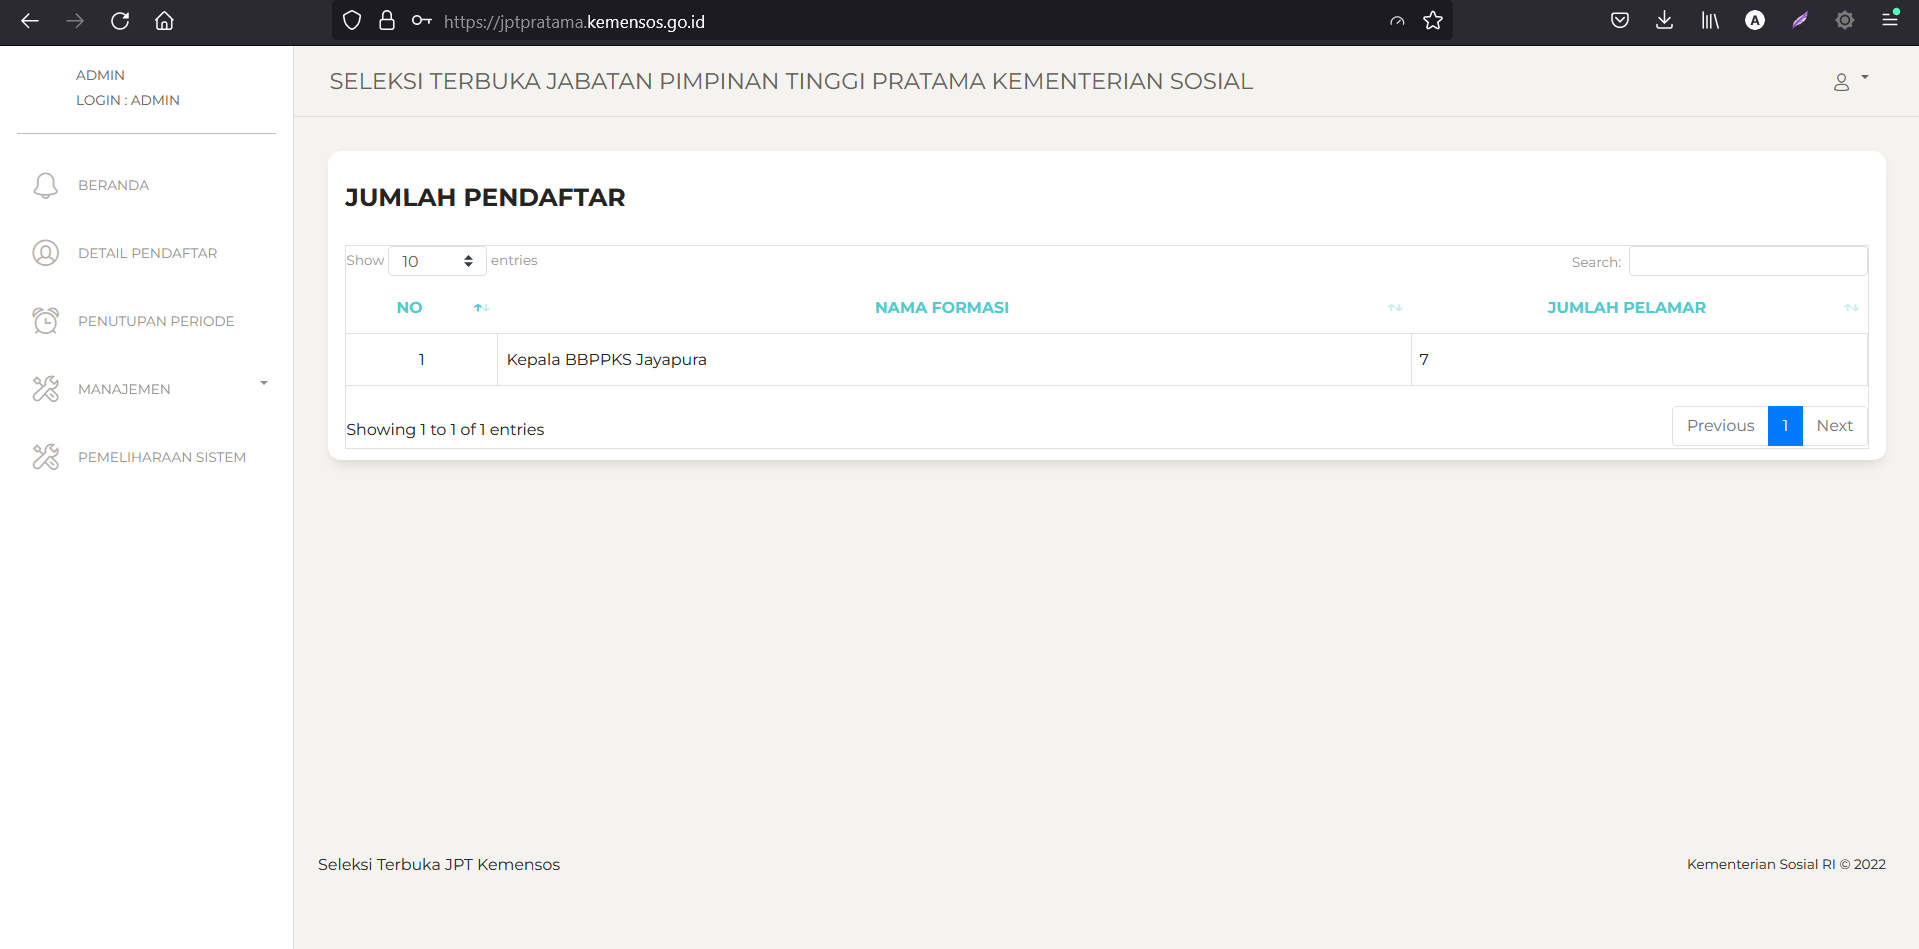 https://jptpratama.kemensos.go.id
A
ADMIN
LOGIN : ADMIN
SELEKSI TERBUKA JABATAN PIMPINAN TINGGI PRATAMA KEMENTERIAN SOSIAL
BERANDA
DETAIL PENDAFTAR
PENUTUPAN PERIODE
MANAJEMEN
PEMELIHARAAN SISTEM
JUMLAH PENDAFTAR
Show 10 entries
Search:
NO NAMA FORMASI JUMLAH PELAMAR
1 Kepala BBPPKS Jayapura 7
Showing 1 to 1 of 1 entries
Previous 1 Next
Seleksi Terbuka JPT Kemensos
Kementerian Sosial RI © 2022